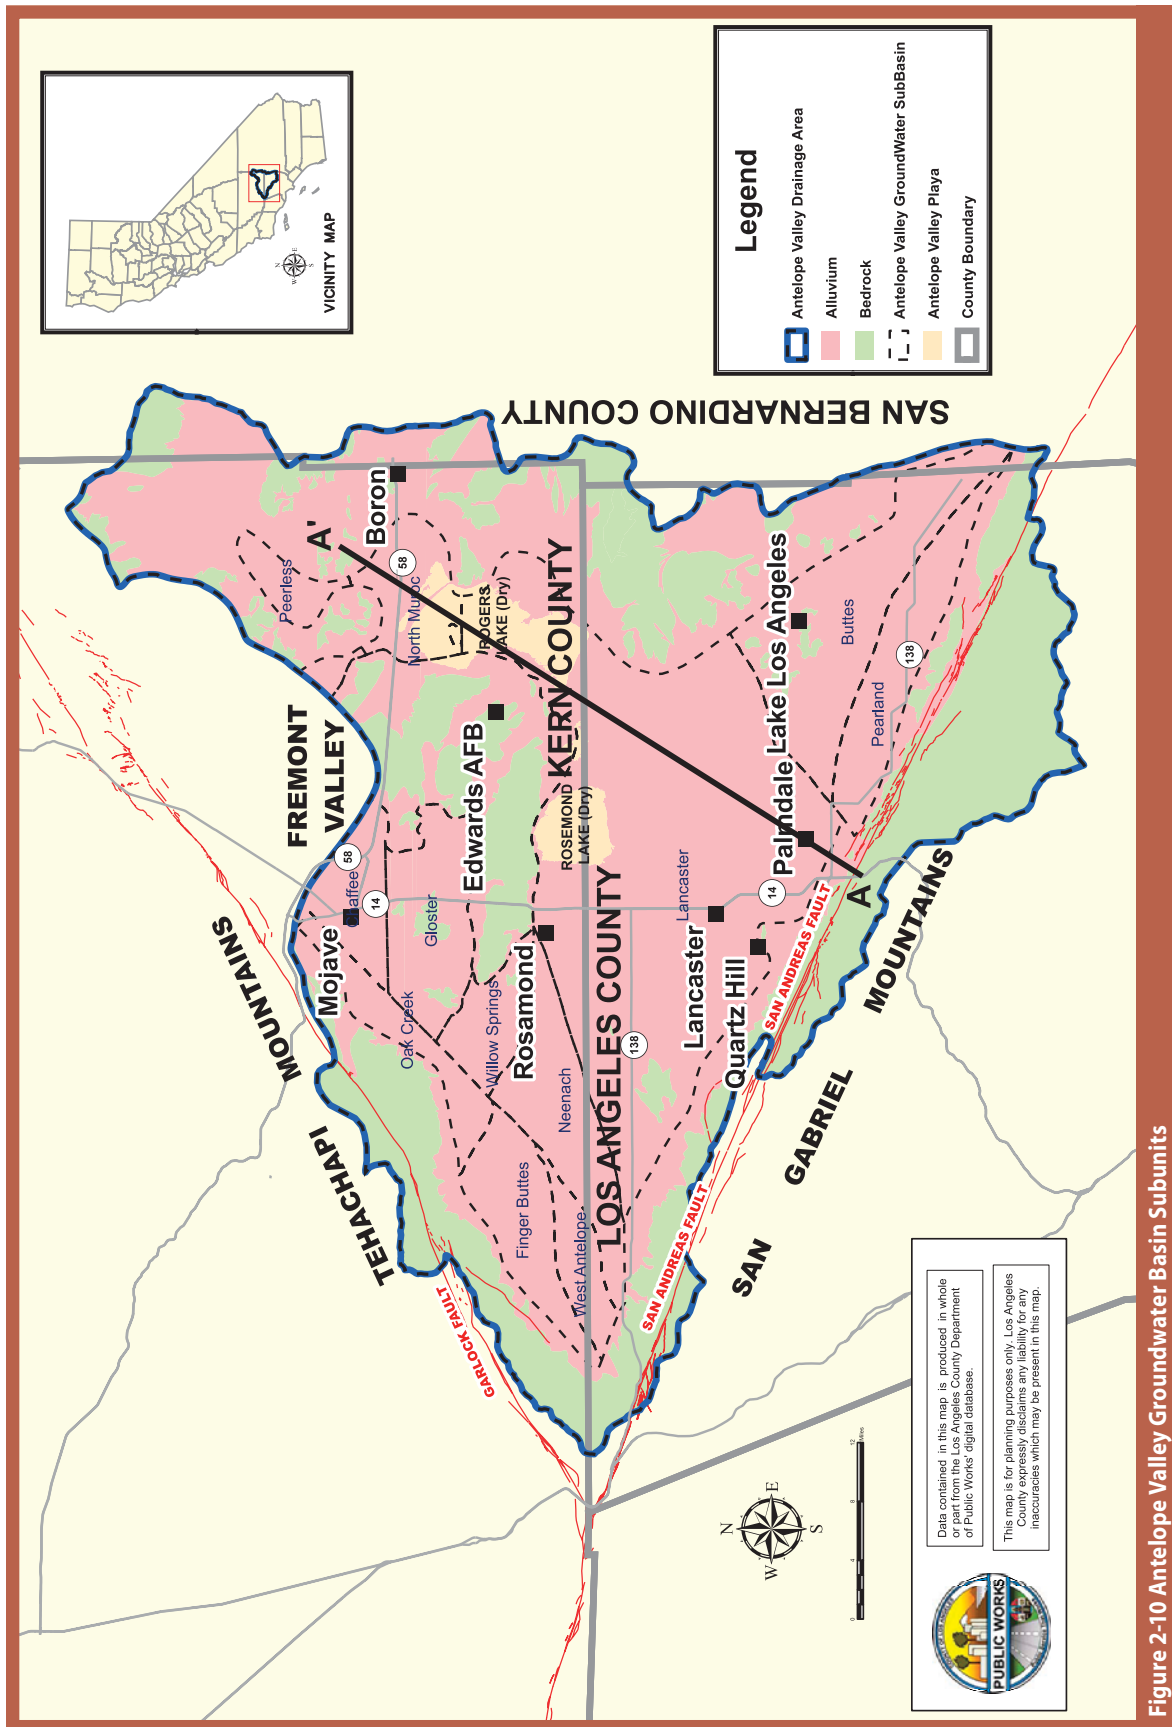 VICINITY MAP
N
W
E
S
Legend
Antelope Valley Drainage Area
Alluvium
Bedrock
Antelope Valley GroundWater SubBasin
Antelope Valley Playa
County Boundary
TEHACHAPI
MOUNTAINS
FREMONT
VALLEY
SAN BERNARDINO COUNTY
KERN COUNTY
LOS ANGELES COUNTY
SAN
GABRIEL
MOUNTAINS
GARLOCK FAULT
SAN ANDREAS FAULT
SAN ANDREAS FAULT
Mojave
Chaffee
58
14
Gloster
Oak Creek
Willow Springs
Rosamond
Neenach
Finger Buttes
West Antelope
Edwards AFB
ROSEMOND
LAKE (Dry)
ROGERS
LAKE (Dry)
North Muroc
Peerless
A'
Boron
58
Lancaster
Lancaster
Quartz Hill
138
14
Palmdale
A
Lake Los Angeles
Buttes
Pearland
138
N
W
E
S
0
4
8
12
Miles
PUBLIC WORKS
Data contained in this map is produced in whole
or part from the Los Angeles County Department
of Public Works' digital database.
This map is for planning purposes only. Los Angeles
County expressly disclaims any liability for any
inaccuracies which may be present in this map.
Figure 2-10 Antelope Valley Groundwater Basin Subunits